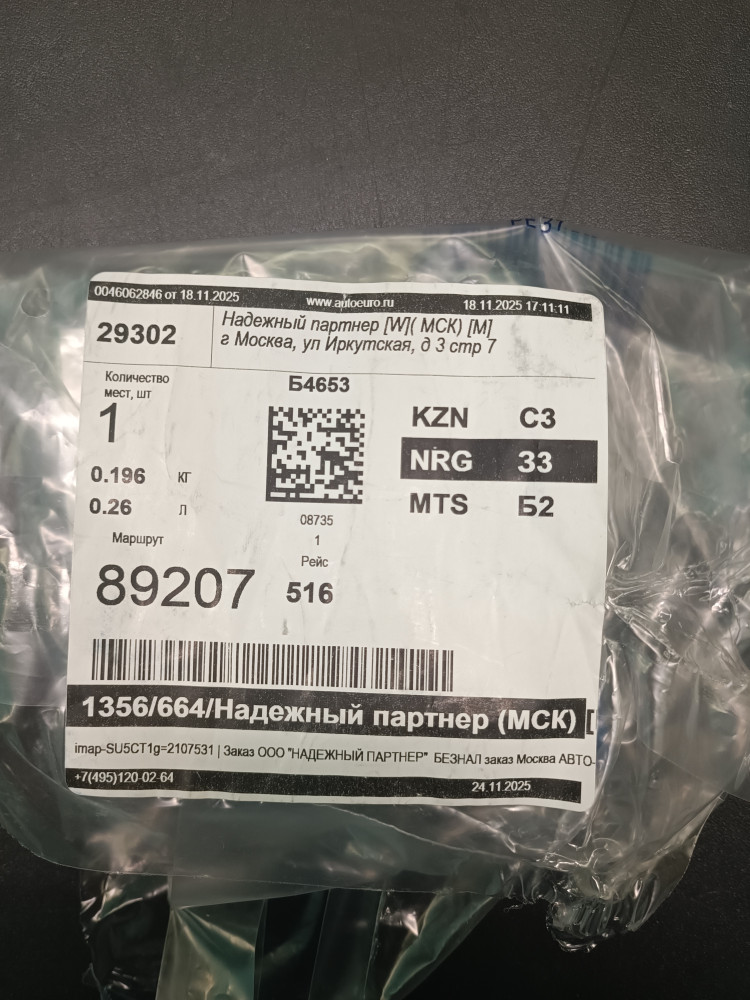 0046062846 от 18.11.2025 www.autoeuro.ru 18.11.2025 17:11:11
29302 Надежный партнер [W]( МСК) [M]
г Москва, ул Иркутская, д 3 стр 7
Количество
мест, шт
1
0.196 кг
0.26 л
Маршрут
89207
Б4653
08735
1
Рейс
516
KZN С3
NRG 33
MTS Б2
1356/664/Надежный партнер (МСК) [
imap-SU5CT1g=2107531 | Заказ ООО "НАДЕЖНЫЙ ПАРТНЕР" БЕЗНАЛ заказ Москва АВТО-
+7(495)120-02-64 24.11.2025